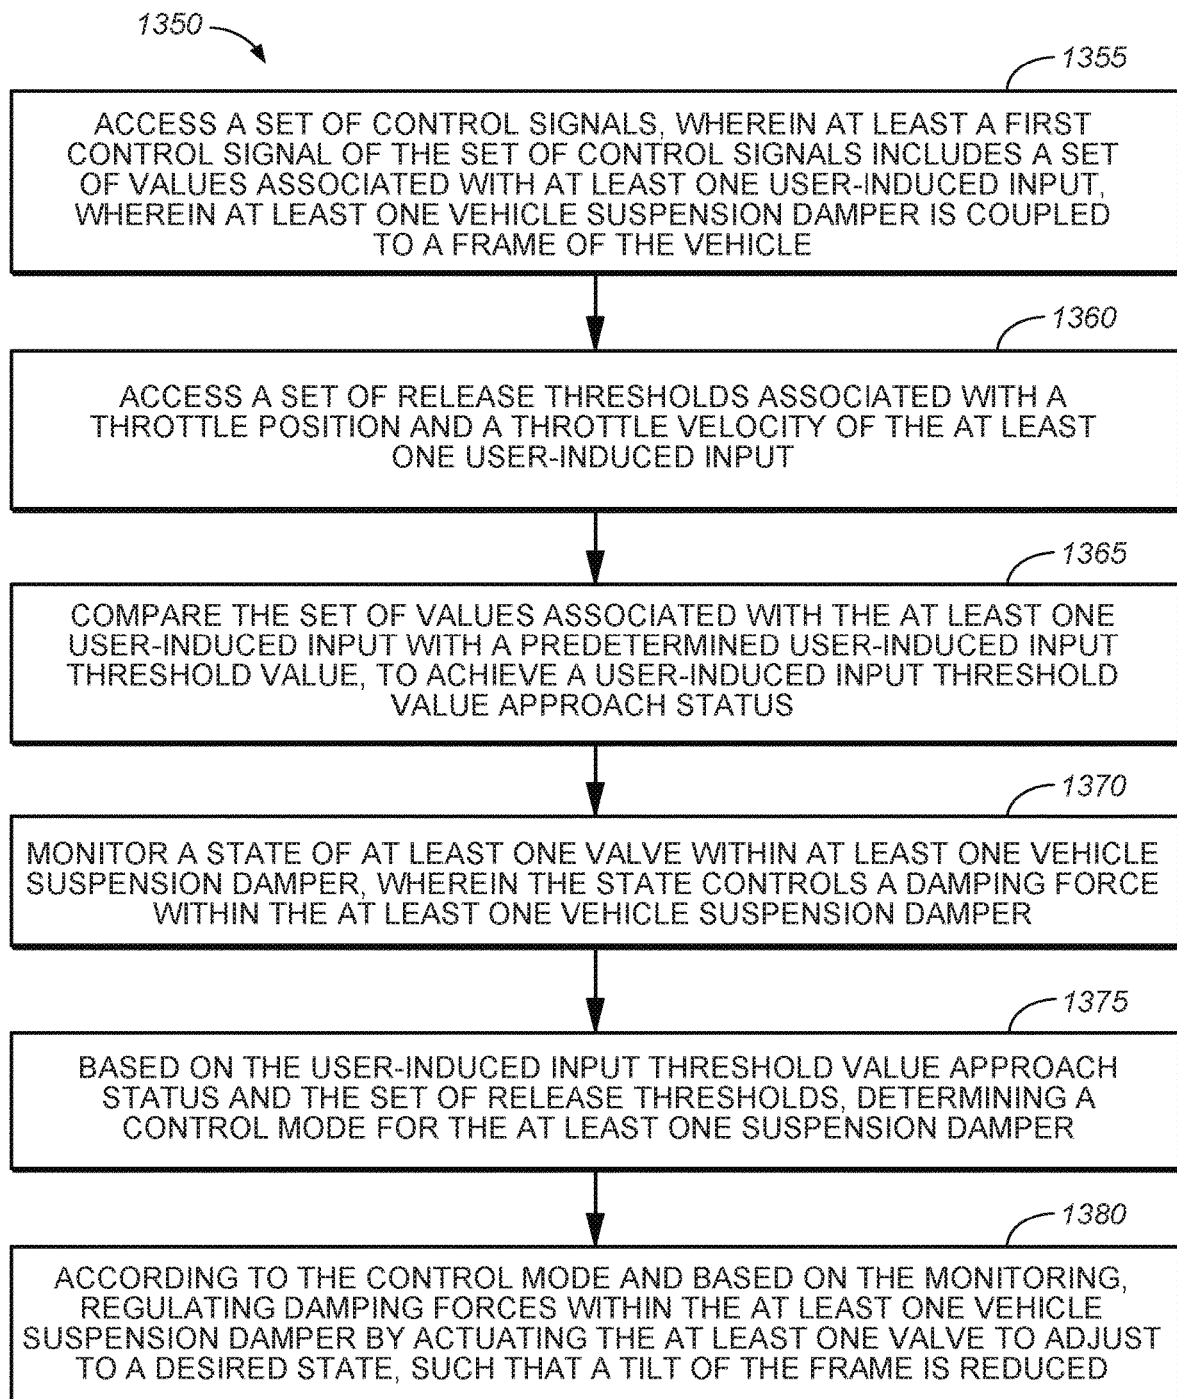 1350
1355
ACCESS A SET OF CONTROL SIGNALS, WHEREIN AT LEAST A FIRST
CONTROL SIGNAL OF THE SET OF CONTROL SIGNALS INCLUDES A SET
OF VALUES ASSOCIATED WITH AT LEAST ONE USER-INDUCED INPUT,
WHEREIN AT LEAST ONE VEHICLE SUSPENSION DAMPER IS COUPLED
TO A FRAME OF THE VEHICLE
1360
ACCESS A SET OF RELEASE THRESHOLDS ASSOCIATED WITH A
THROTTLE POSITION AND A THROTTLE VELOCITY OF THE AT LEAST
ONE USER-INDUCED INPUT
1365
COMPARE THE SET OF VALUES ASSOCIATED WITH THE AT LEAST ONE
USER-INDUCED INPUT WITH A PREDETERMINED USER-INDUCED INPUT
THRESHOLD VALUE, TO ACHIEVE A USER-INDUCED INPUT THRESHOLD
VALUE APPROACH STATUS
1370
MONITOR A STATE OF AT LEAST ONE VALVE WITHIN AT LEAST ONE VEHICLE
SUSPENSION DAMPER, WHEREIN THE STATE CONTROLS A DAMPING FORCE
WITHIN THE AT LEAST ONE VEHICLE SUSPENSION DAMPER
1375
BASED ON THE USER-INDUCED INPUT THRESHOLD VALUE APPROACH
STATUS AND THE SET OF RELEASE THRESHOLDS, DETERMINING A
CONTROL MODE FOR THE AT LEAST ONE SUSPENSION DAMPER
1380
ACCORDING TO THE CONTROL MODE AND BASED ON THE MONITORING,
REGULATING DAMPING FORCES WITHIN THE AT LEAST ONE VEHICLE
SUSPENSION DAMPER BY ACTUATING THE AT LEAST ONE VALVE TO ADJUST
TO A DESIRED STATE, SUCH THAT A TILT OF THE FRAME IS REDUCED